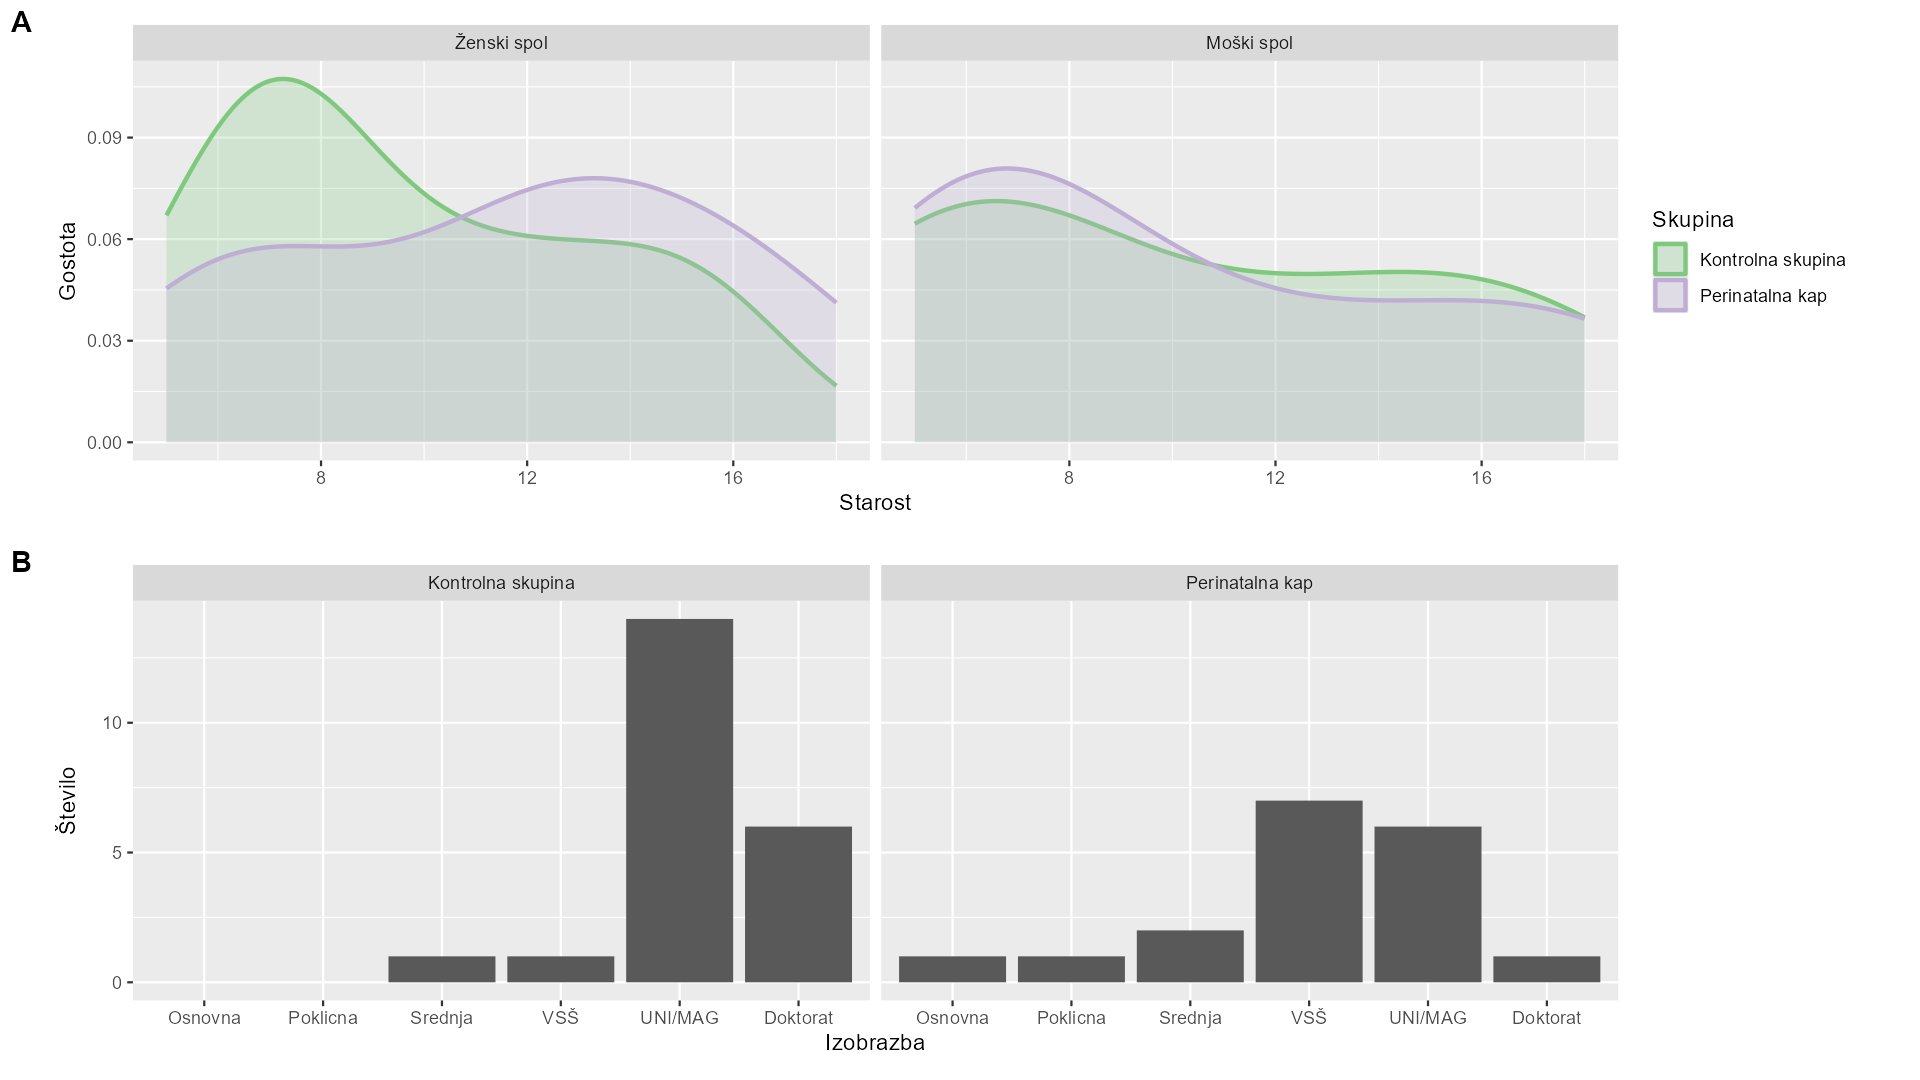 A
Ženski spol
Moški spol
0.09
0.06
0.03
0.00
Gostota
8
12
16
8
12
16
Starost
Skupina
Kontrolna skupina
Perinatalna kap
B
Kontrolna skupina
Perinatalna kap
10
5
0
Število
Osnovna
Poklicna
Srednja
VSŠ
UNI/MAG
Doktorat
Osnovna
Poklicna
Srednja
VSŠ
UNI/MAG
Doktorat
Izobrazba